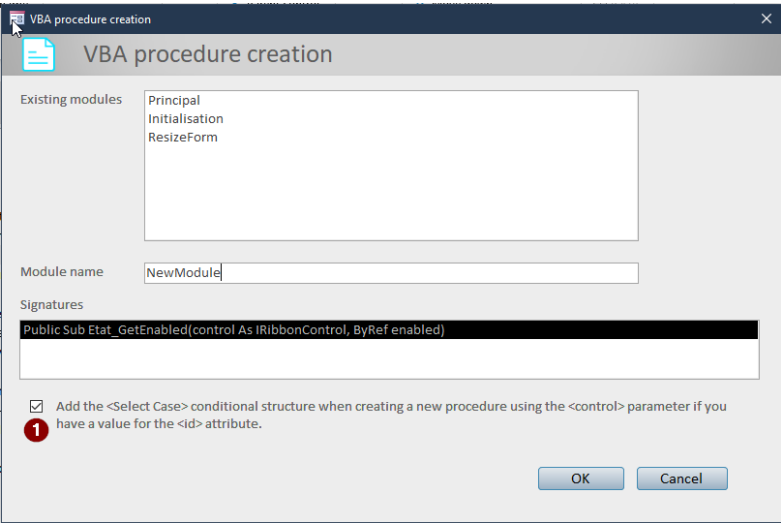 VBA procedure creation
VBA procedure creation
Existing modules
Principal
Initialisation
ResizeForm
Module name
NewModule
Signatures
Public Sub Etat_GetEnabled(control As IRibbonControl, ByRef enabled)
Add the <Select Case> conditional structure when creating a new procedure using the <control> parameter if you
have a value for the <id> attribute.
1
OK
Cancel